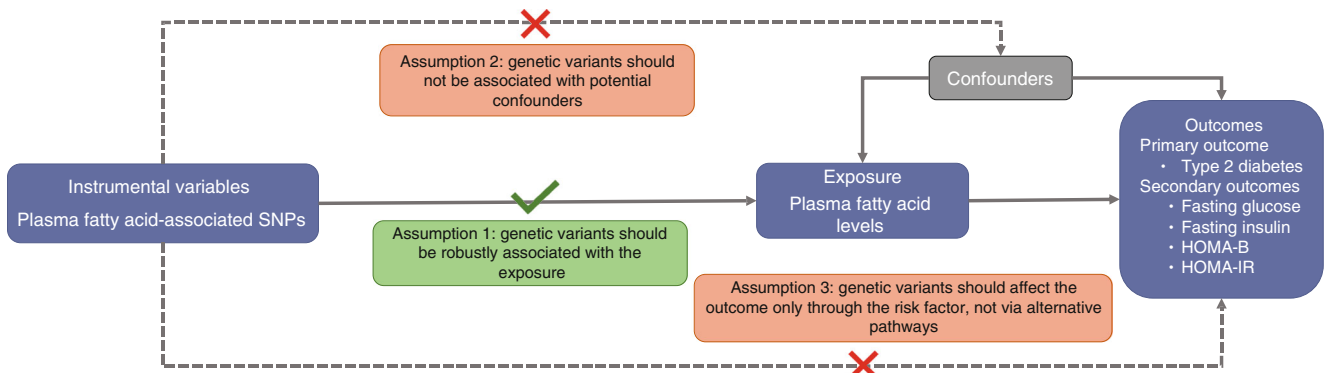 Assumption 2: genetic variants should
not be associated with potential
confounders
Confounders
Instrumental variables
Plasma fatty acid-associated SNPs
Assumption 1: genetic variants should
be robustly associated with the
exposure
Exposure
Plasma fatty acid
levels
Outcomes
Primary outcome
• Type 2 diabetes
Secondary outcomes
• Fasting glucose
• Fasting insulin
• HOMA-B
• HOMA-IR
Assumption 3: genetic variants should affect the
outcome only through the risk factor, not via alternative
pathways